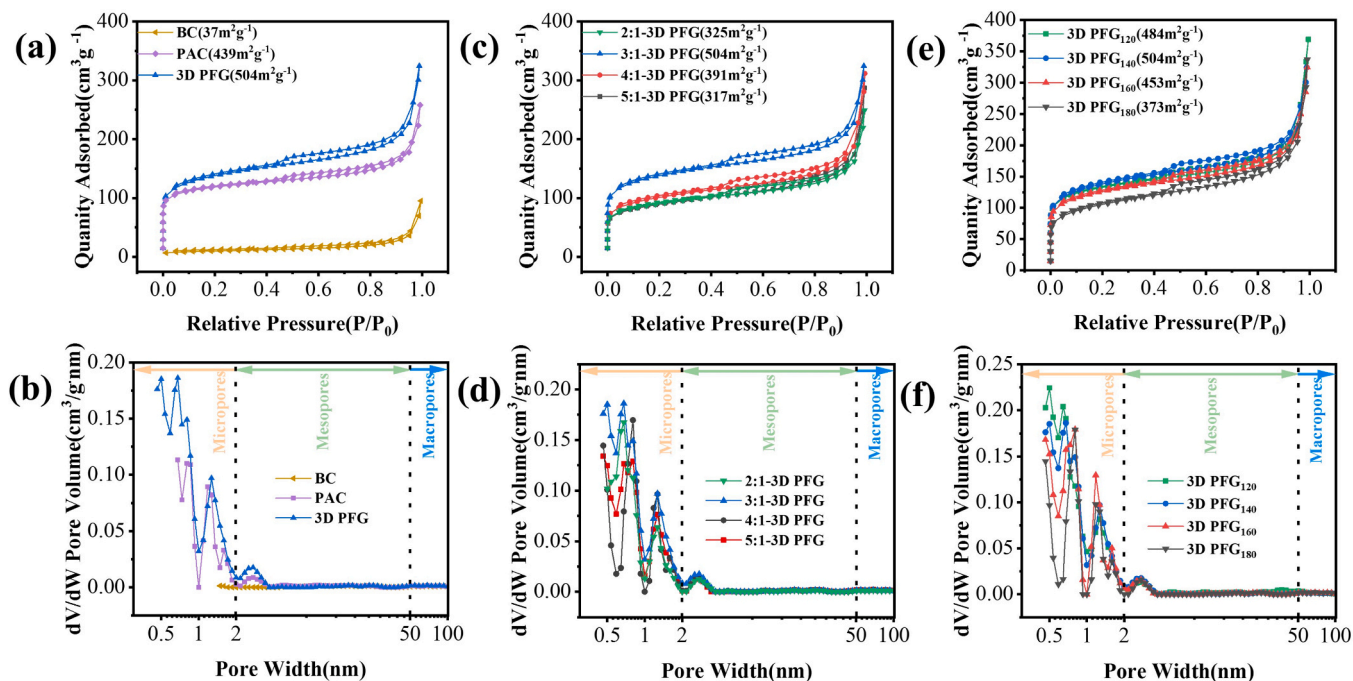 (a)
BC(37m²g⁻¹)
PAC(439m²g⁻¹)
3D PFG(504m²g⁻¹)
Quanity Adsorbed(cm³g⁻¹)
400
300
200
100
0
0.0 0.2 0.4 0.6 0.8 1.0
Relative Pressure(P/P₀)
(c)
2:1-3D PFG(325m²g⁻¹)
3:1-3D PFG(504m²g⁻¹)
4:1-3D PFG(391m²g⁻¹)
5:1-3D PFG(317m²g⁻¹)
Quanity Adsorbed(cm³g⁻¹)
400
300
200
100
0
0.0 0.2 0.4 0.6 0.8 1.0
Relative Pressure(P/P₀)
(e)
3D PFG₁₂₀(484m²g⁻¹)
3D PFG₁₄₀(504m²g⁻¹)
3D PFG₁₆₀(453m²g⁻¹)
3D PFG₁₈₀(373m²g⁻¹)
Quanity Adsorbed(cm³g⁻¹)
400
350
300
250
200
150
100
50
0
0.0 0.2 0.4 0.6 0.8 1.0
Relative Pressure(P/P₀)
(b)
Micropores
Mesopores
Macropores
BC
PAC
3D PFG
dV/dW Pore Volume(cm³/g·nm)
0.20
0.15
0.10
0.05
0.00
0.5 1 2 50 100
Pore Width(nm)
(d)
Micropores
Mesopores
Macropores
2:1-3D PFG
3:1-3D PFG
4:1-3D PFG
5:1-3D PFG
dV/dW Pore Volume(cm³/g·nm)
0.20
0.15
0.10
0.05
0.00
0.5 1 2 50 100
Pore Width(nm)
(f)
Micropores
Mesopores
Macropores
3D PFG₁₂₀
3D PFG₁₄₀
3D PFG₁₆₀
3D PFG₁₈₀
dV/dW Pore Volume(cm³/g·nm)
0.25
0.20
0.15
0.10
0.05
0.00
0.5 1 2 50 100
Pore Width(nm)